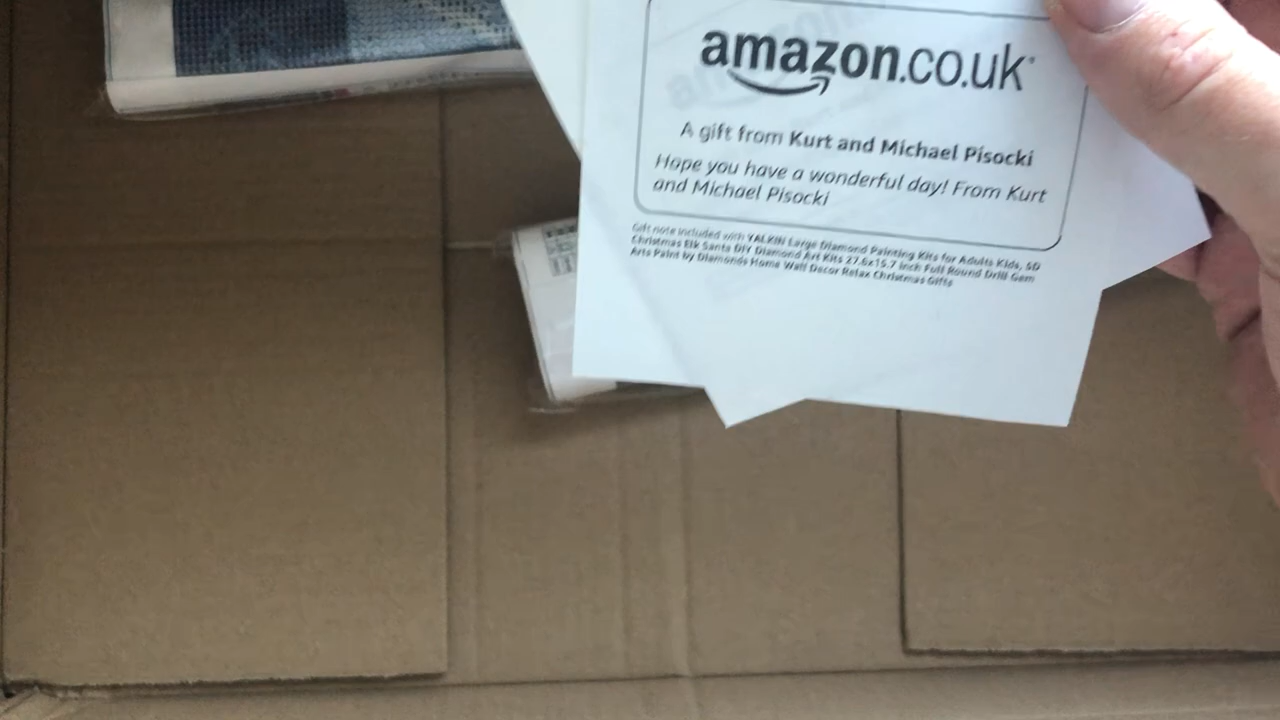 amazon.co.uk
A gift from Kurt and Michael Pisocki
Hope you have a wonderful day! From Kurt
and Michael Pisocki
Gift note included with YALKIN Large Diamond Painting Kits for Adults Kids, 5D
Christmas Elk Santa DIY Diamond Art Kits 27.6x15.7 inch Full Round Drill Gem
Arts Paint by Diamonds Home Wall Decor Relax Christmas Gifts